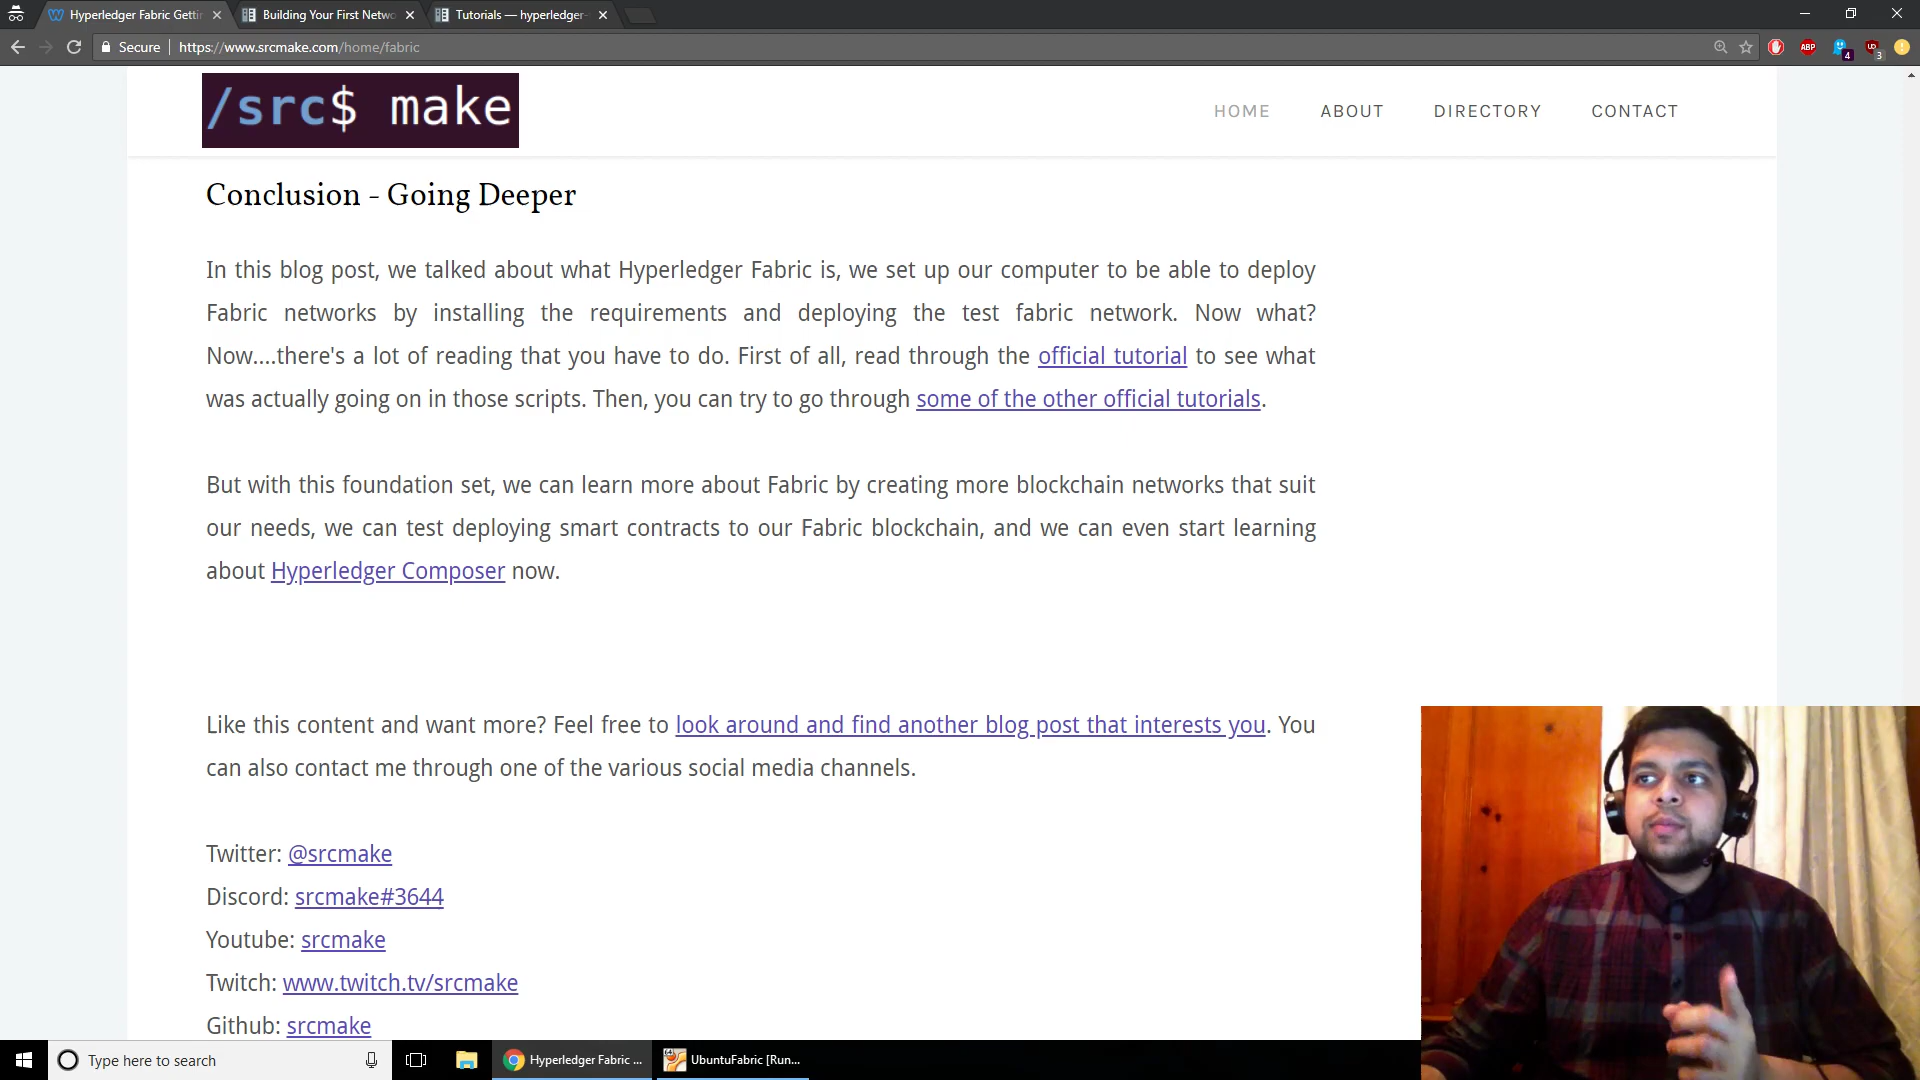 Hyperledger Fabric Gettin
Building Your First Netwo
Tutorials — hyperledger-
Secure
https://www.srcmake.com/home/fabric
ABP
4
3
/src$ make
HOME
ABOUT
DIRECTORY
CONTACT
Conclusion - Going Deeper
In this blog post, we talked about what Hyperledger Fabric is, we set up our computer to be able to deploy
Fabric networks by installing the requirements and deploying the test fabric network. Now what?
Now....there's a lot of reading that you have to do. First of all, read through the official tutorial to see what
was actually going on in those scripts. Then, you can try to go through some of the other official tutorials.
But with this foundation set, we can learn more about Fabric by creating more blockchain networks that suit
our needs, we can test deploying smart contracts to our Fabric blockchain, and we can even start learning
about Hyperledger Composer now.
Like this content and want more? Feel free to look around and find another blog post that interests you. You
can also contact me through one of the various social media channels.
Twitter: @srcmake
Discord: srcmake#3644
Youtube: srcmake
Twitch: www.twitch.tv/srcmake
Github: srcmake
Type here to search
Hyperledger Fabric ...
UbuntuFabric [Run...